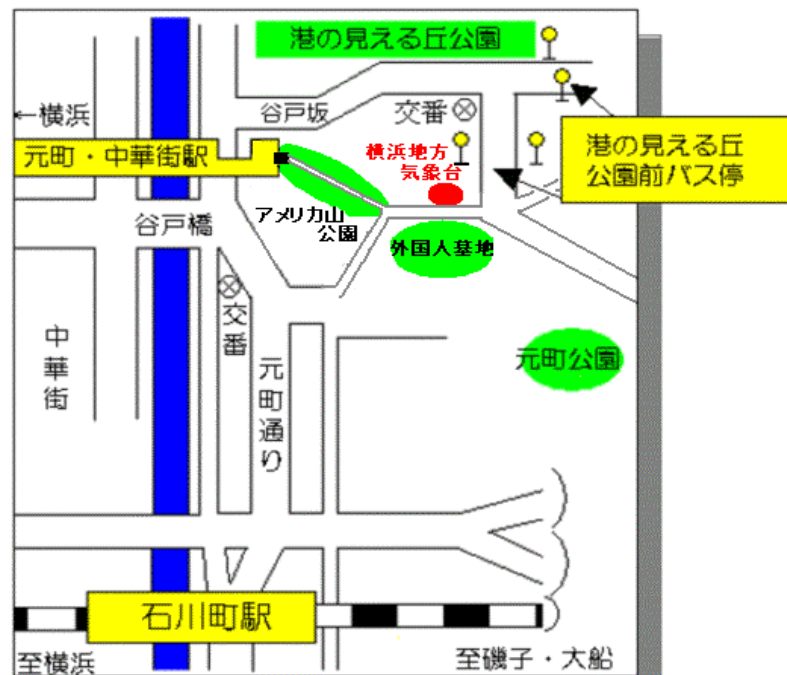 港の見える丘公園
←横浜
谷戸坂
交番
元町・中華街駅
横浜地方
気象台
港の見える丘
公園前バス停
アメリカ山
公園
谷戸橋
外国人墓地
交番
中華街
元町通り
元町公園
石川町駅
至横浜
至磯子・大船